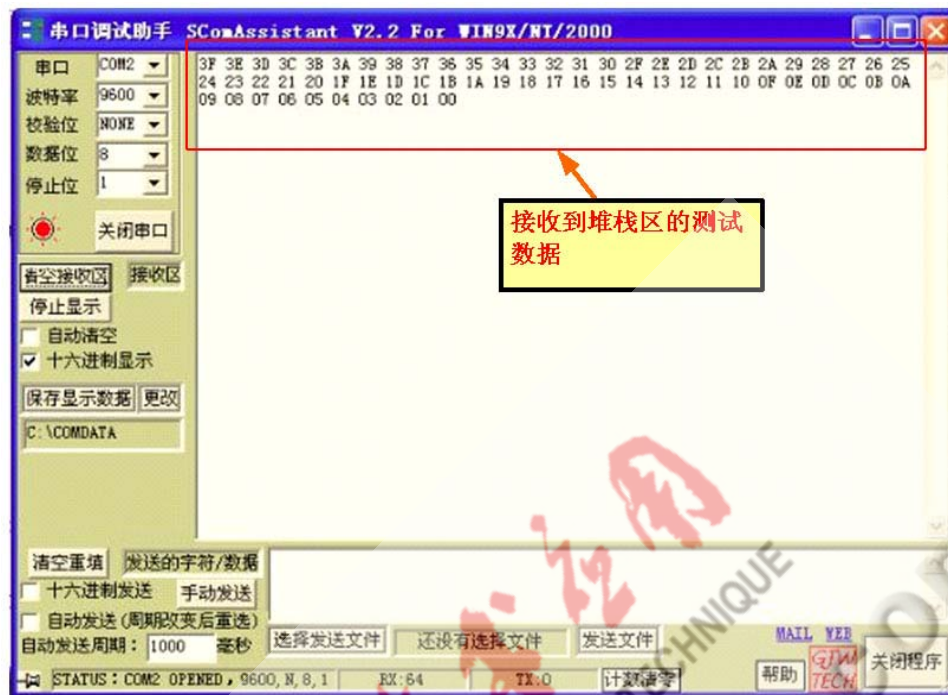 串口调试助手 SComAssistant V2.2 For WIN9X/NT/2000
串口 COM2
波特率 9600
校验位 NONE
数据位 8
停止位 1
关闭串口
清空接收区 接收区
停止显示
自动清空
十六进制显示
保存显示数据 更改
C:\COMDATA
3F 3E 3D 3C 3B 3A 39 38 37 36 35 34 33 32 31 30 2F 2E 2D 2C 2B 2A 29 28 27 26 25
24 23 22 21 20 1F 1E 1D 1C 1B 1A 19 18 17 16 15 14 13 12 11 10 0F 0E 0D 0C 0B 0A
09 08 07 06 05 04 03 02 01 00
接收到堆栈区的测试
数据
清空重填 发送的字符/数据
十六进制发送 手动发送
自动发送(周期改变后重选)
自动发送周期: 1000 毫秒 选择发送文件 还没有选择文件 发送文件
MAIL WEB
STATUS:COM2 OPENED,9600,N,8,1 RX:64 TX:0 计数清零 帮助 GJW TECH 关闭程序